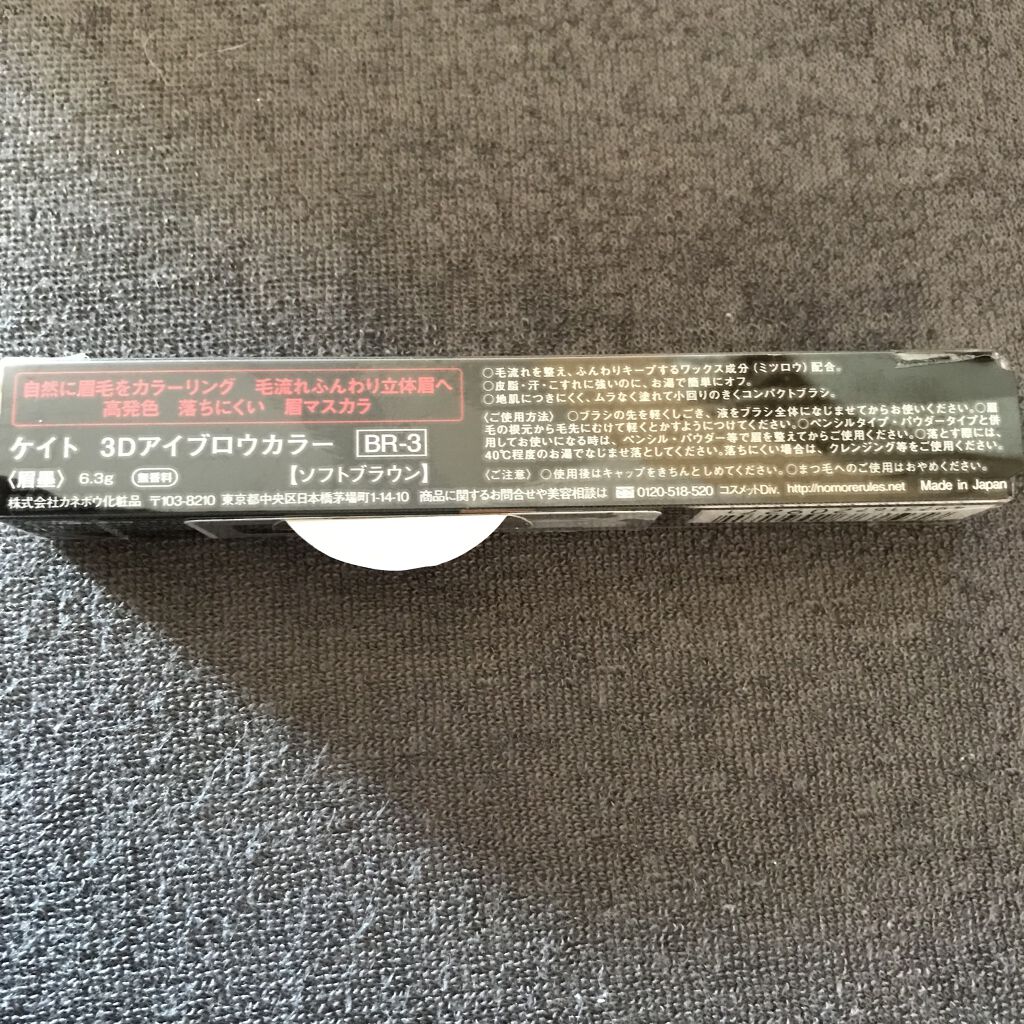 自然に眉毛をカラーリング 毛流れふんわり立体眉へ
高発色 落ちにくい 眉マスカラ
ケイト 3Dアイブロウカラー BR-3
〈眉墨〉 6.3g 無香料 【ソフトブラウン】
○毛流れを整え、ふんわりキープするワックス成分（ミツロウ）配合。
○皮脂・汗・こすれに強いのに、お湯で簡単にオフ。
○地肌につきにくく、ムラなく塗れて小回りのきくコンパクトブラシ。
〈ご使用方法〉 ○ブラシの先を軽くしごき、液をブラシ全体になじませてからお使いください。○眉
毛の根元から毛先にむけて軽くとかすようにつけてください。○ペンシルタイプ・パウダータイプと併
用してお使いになる時は、ペンシル・パウダー等で眉を整えてからご使用ください。○落とす際には、
40℃程度のお湯でなじませ落としてください。落ちにくい場合は、クレンジング等をご使用ください。
〈ご注意〉 ○使用後はキャップをきちんとしめてください。○まつ毛へのご使用はおやめください。
株式会社カネボウ化粧品 〒103-8210 東京都中央区日本橋茅場町1-14-10 商品に関するお問合せや美容相談は 0120-518-520 コスメットDiv. http://nomorerules.net Made in Japan